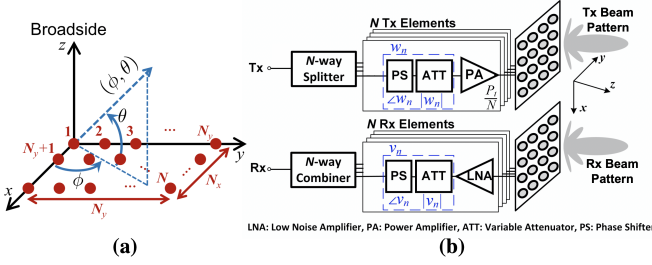 Broadside
z
(ϕ, θ)
θ
1 2 3 ... N_y
y
N_y+1
...
ϕ ... N
N_x
x
N_y
(a)
N Tx Elements
w_n
Tx
N-way
Splitter
PS
ATT
PA
∠w_n
|w_n|
P_t
N
Tx Beam
Pattern
y
z
x
N Rx Elements
v_n
Rx
N-way
Combiner
PS
ATT
LNA
∠v_n
|v_n|
Rx Beam
Pattern
LNA: Low Noise Amplifier, PA: Power Amplifier, ATT: Variable Attenuator, PS: Phase Shifter
(b)